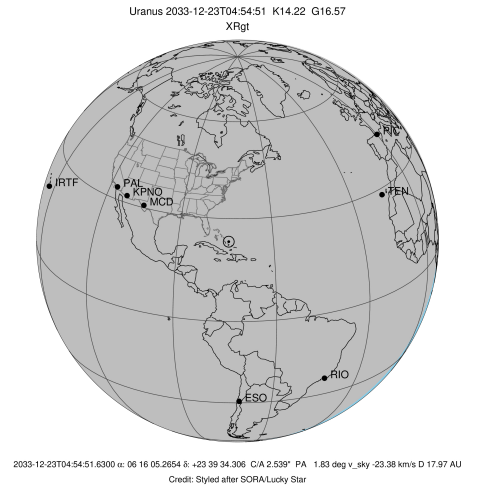 Uranus 2033-12-23T04:54:51 K14.22 G16.57
XRgt
IRTF
PAL
KPNO
MCD
TEN
RIO
ESO
2033-12-23T04:54:51.6300 α: 06 16 05.2654 δ: +23 39 34.306 C/A 2.539" PA 1.83 deg v_sky -23.38 km/s D 17.97 AU
Credit: Styled after SORA/Lucky Star